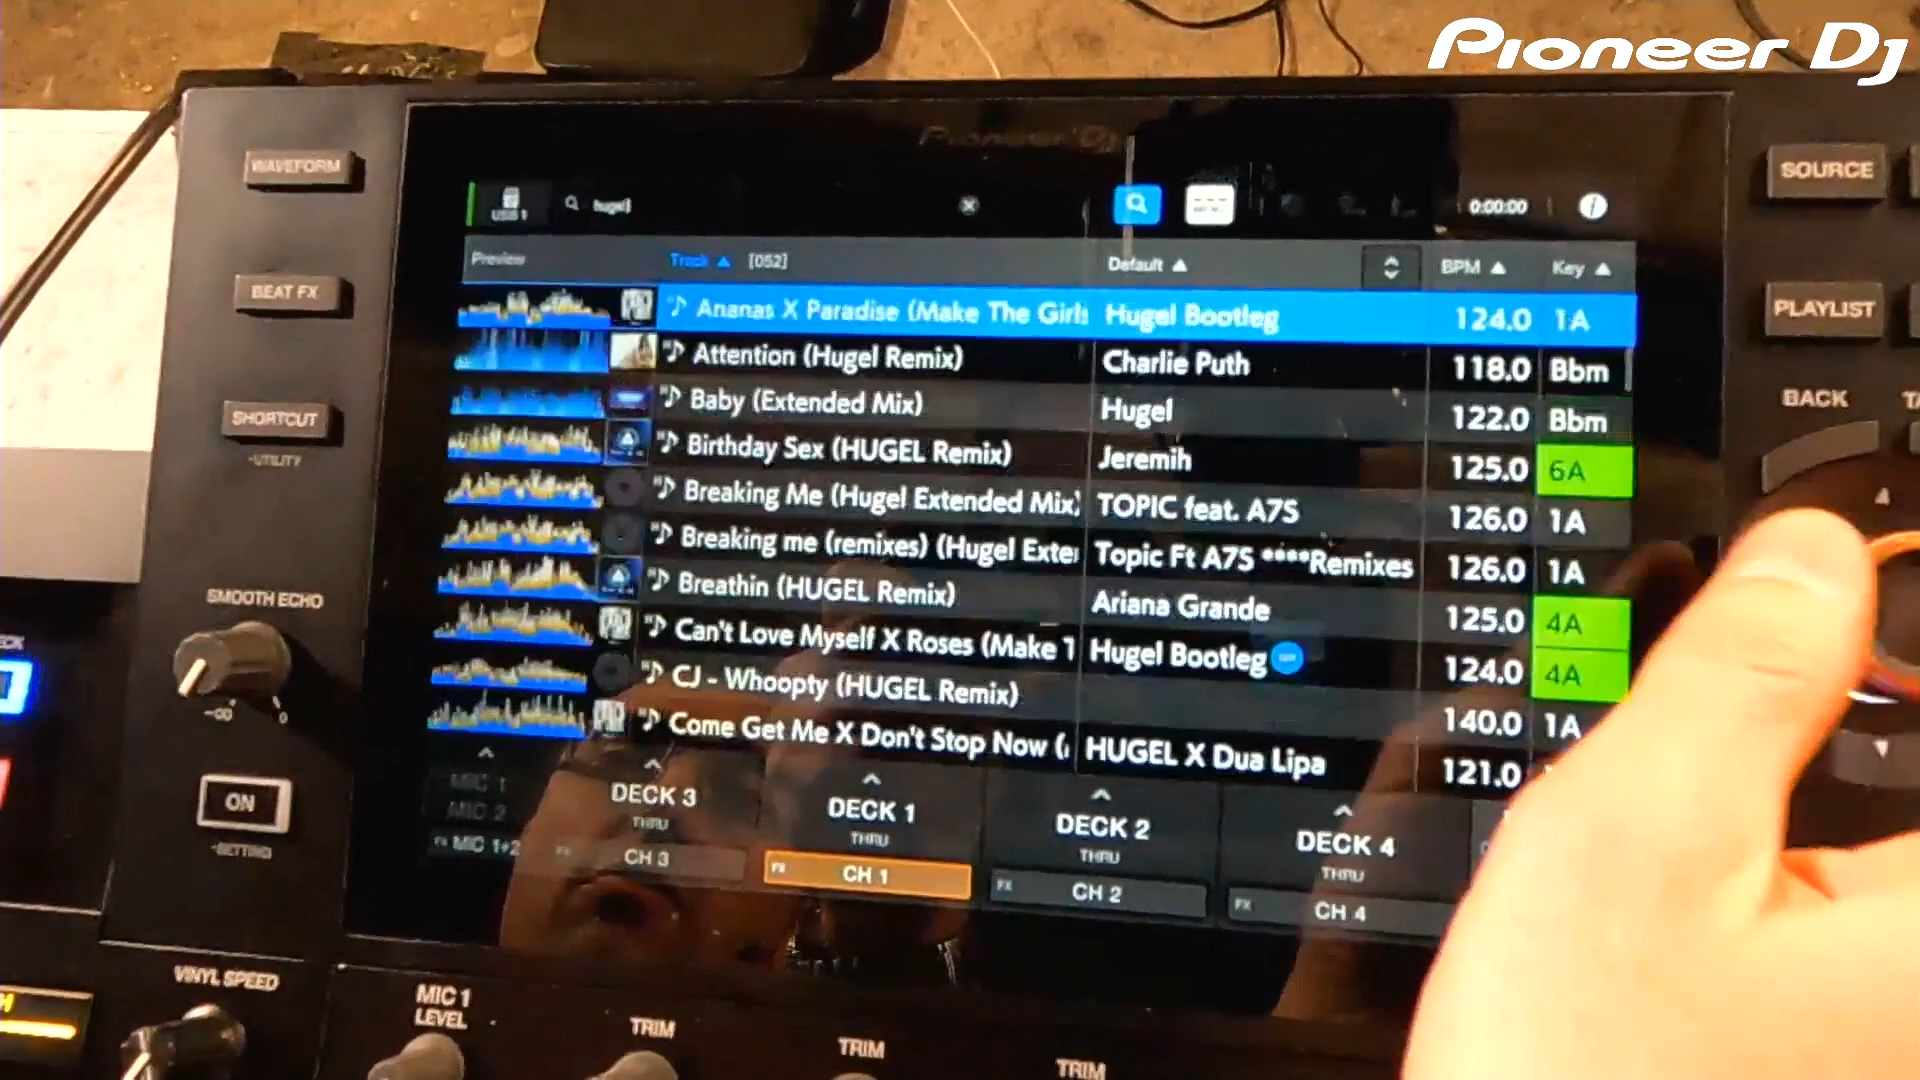 Pioneer Dj
Pioneer Dj
WAVEFORM
SOURCE
USB 1
hugel
0:00:00
i
Preview
Track
[052]
Default
BPM
Key
BEAT FX
PLAYLIST
Ananas X Paradise (Make The Girls
Hugel Bootleg
124.0
1A
Attention (Hugel Remix)
Charlie Puth
118.0
Bbm
Baby (Extended Mix)
Hugel
122.0
Bbm
Birthday Sex (HUGEL Remix)
Jeremih
125.0
6A
Breaking Me (Hugel Extended Mix)
TOPIC feat. A7S
126.0
1A
Breaking me (remixes) (Hugel Exte
Topic Ft A7S ****Remixes
126.0
1A
Breathin (HUGEL Remix)
Ariana Grande
125.0
4A
Can't Love Myself X Roses (Make T
Hugel Bootleg
124.0
4A
CJ - Whoopty (HUGEL Remix)
140.0
1A
Come Get Me X Don't Stop Now (
HUGEL X Dua Lipa
121.0
SHORTCUT
-UTILITY
BACK
SMOOTH ECHO
-∞
0
ON
-SETTING
MIC 1
MIC 2
FX MIC 1+2
DECK 3
THRU
FX CH 3
DECK 1
THRU
FX CH 1
DECK 2
THRU
FX CH 2
DECK 4
THRU
FX CH 4
VINYL SPEED
MIC 1
LEVEL
TRIM
TRIM
TRIM